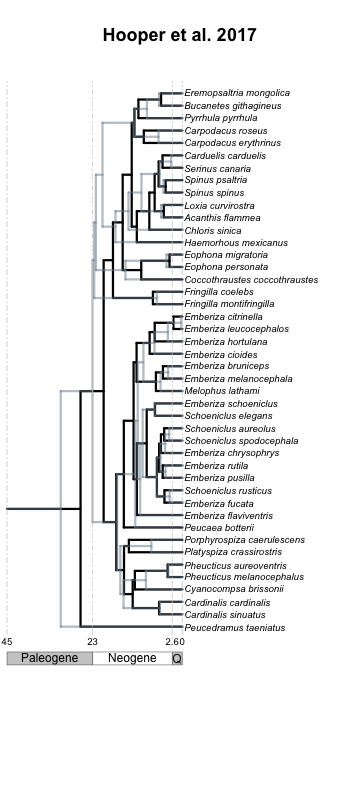 Hooper et al. 2017
Eremopsaltria mongolica
Bucanetes githagineus
Pyrrhula pyrrhula
Carpodacus roseus
Carpodacus erythrinus
Carduelis carduelis
Serinus canaria
Spinus psaltria
Spinus spinus
Loxia curvirostra
Acanthis flammea
Chloris sinica
Haemorhous mexicanus
Eophona migratoria
Eophona personata
Coccothraustes coccothraustes
Fringilla coelebs
Fringilla montifringilla
Emberiza citrinella
Emberiza leucocephalos
Emberiza hortulana
Emberiza cioides
Emberiza bruniceps
Emberiza melanocephala
Melophus lathami
Emberiza schoeniclus
Schoeniclus elegans
Schoeniclus aureolus
Schoeniclus spodocephala
Emberiza chrysophrys
Emberiza rutila
Emberiza pusilla
Schoeniclus rusticus
Emberiza fucata
Emberiza flaviventris
Peucaea botterii
Porphyrospiza caerulescens
Platyspiza crassirostris
Pheucticus aureoventris
Pheucticus melanocephalus
Cyanocompsa brissonii
Cardinalis cardinalis
Cardinalis sinuatus
Peucedramus taeniatus
45 23 2.6 0
Paleogene Neogene Q